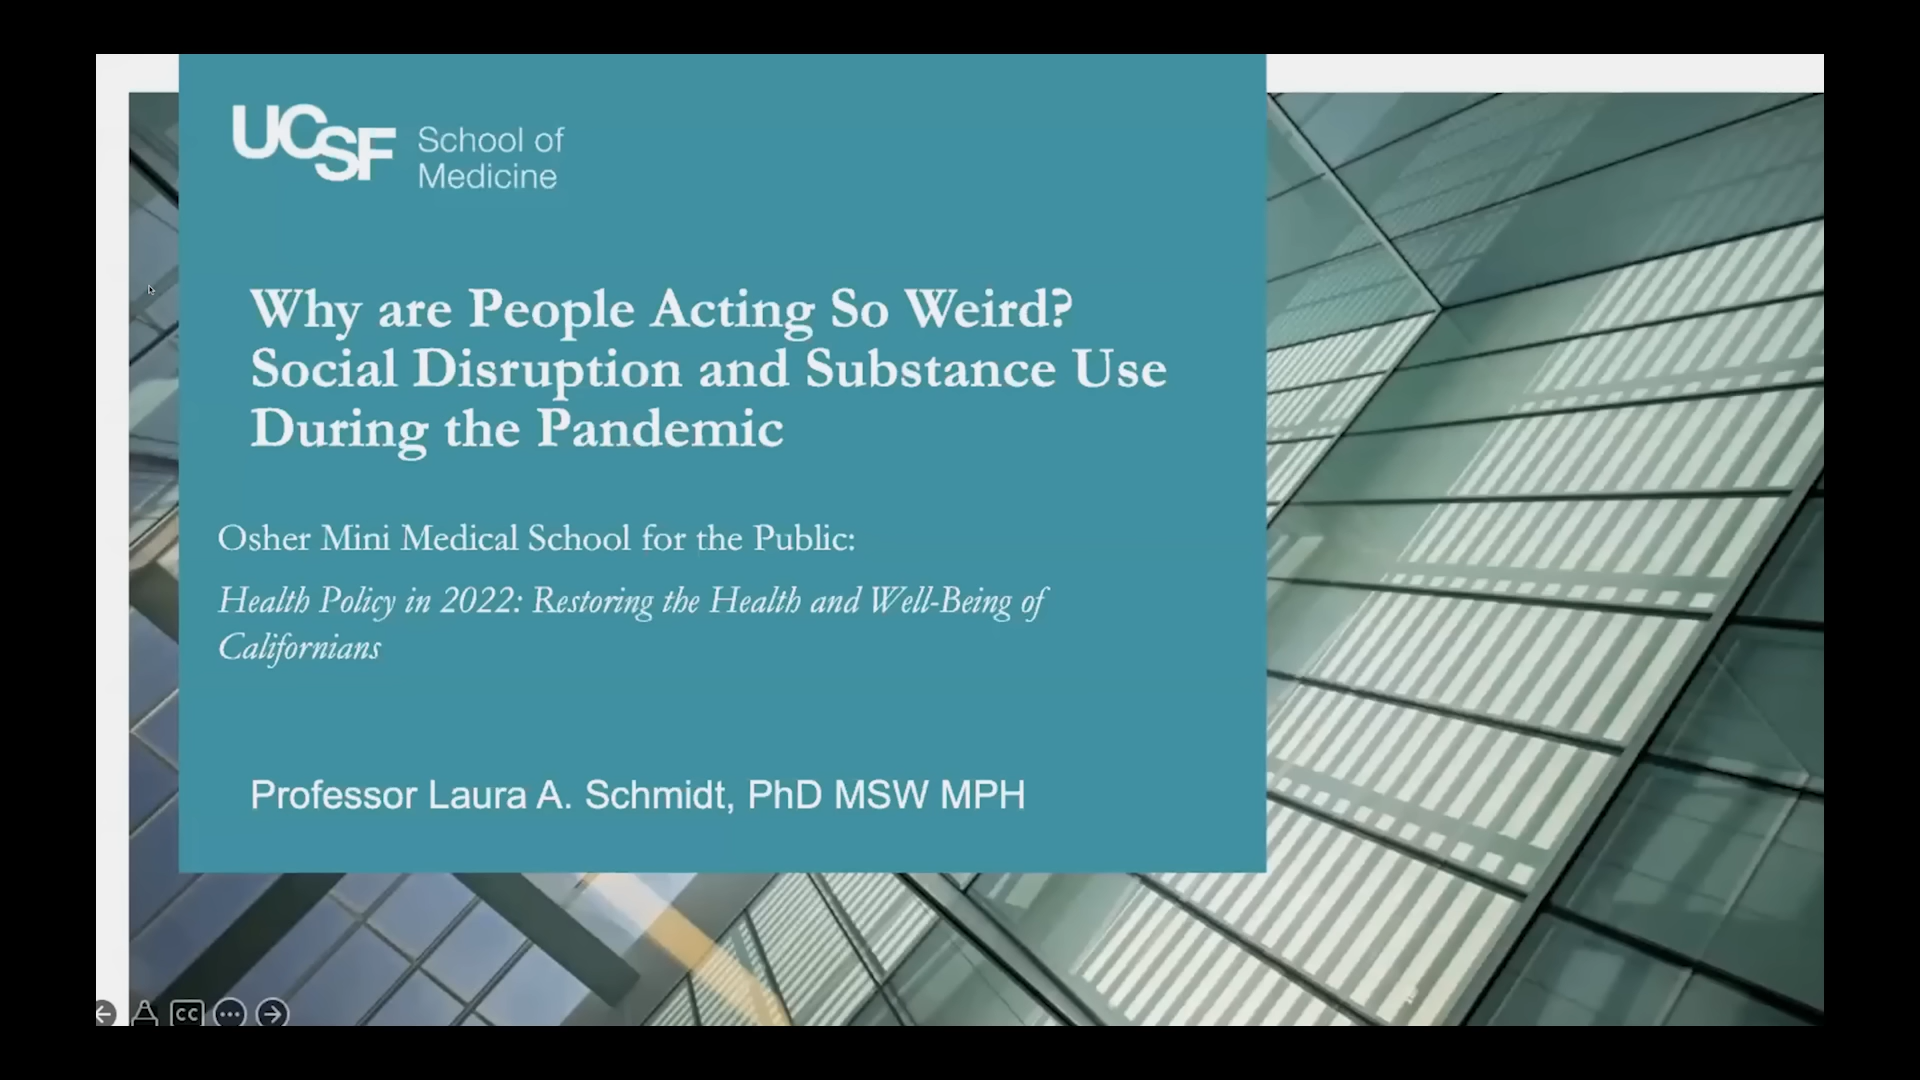 UCSF School of
Medicine
Why are People Acting So Weird?
Social Disruption and Substance Use
During the Pandemic
Osher Mini Medical School for the Public:
Health Policy in 2022: Restoring the Health and Well-Being of
Californians
Professor Laura A. Schmidt, PhD MSW MPH
CC